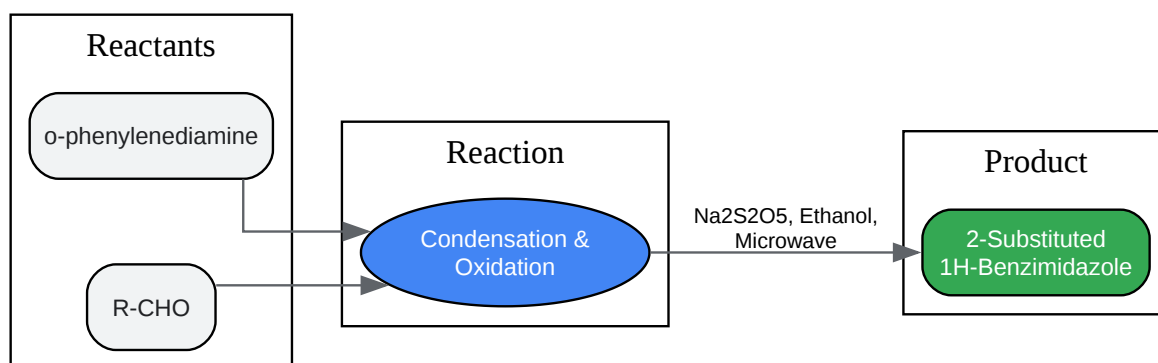 Reactants
o-phenylenediamine
R-CHO
Reaction
Condensation &
Oxidation
Na2S2O5, Ethanol,
Microwave
Product
2-Substituted
1H-Benzimidazole